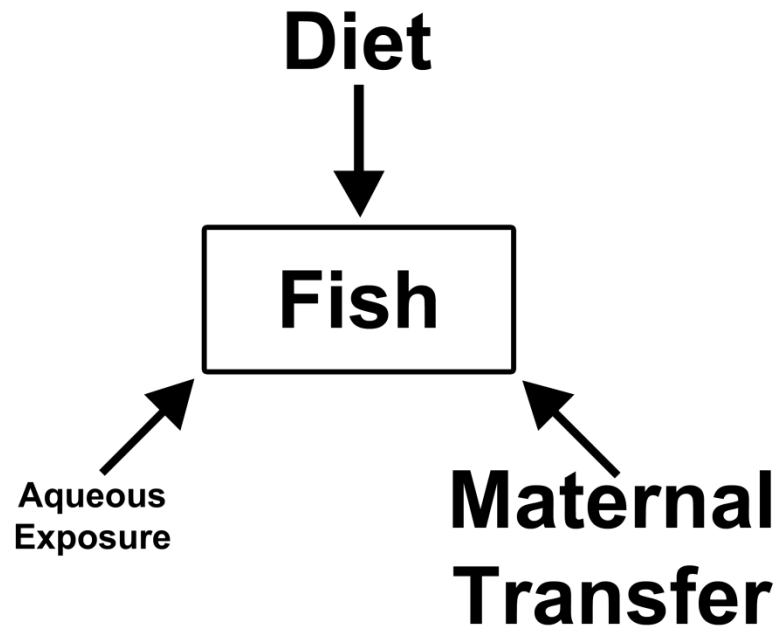 Diet
Fish
Aqueous
Exposure
Maternal
Transfer